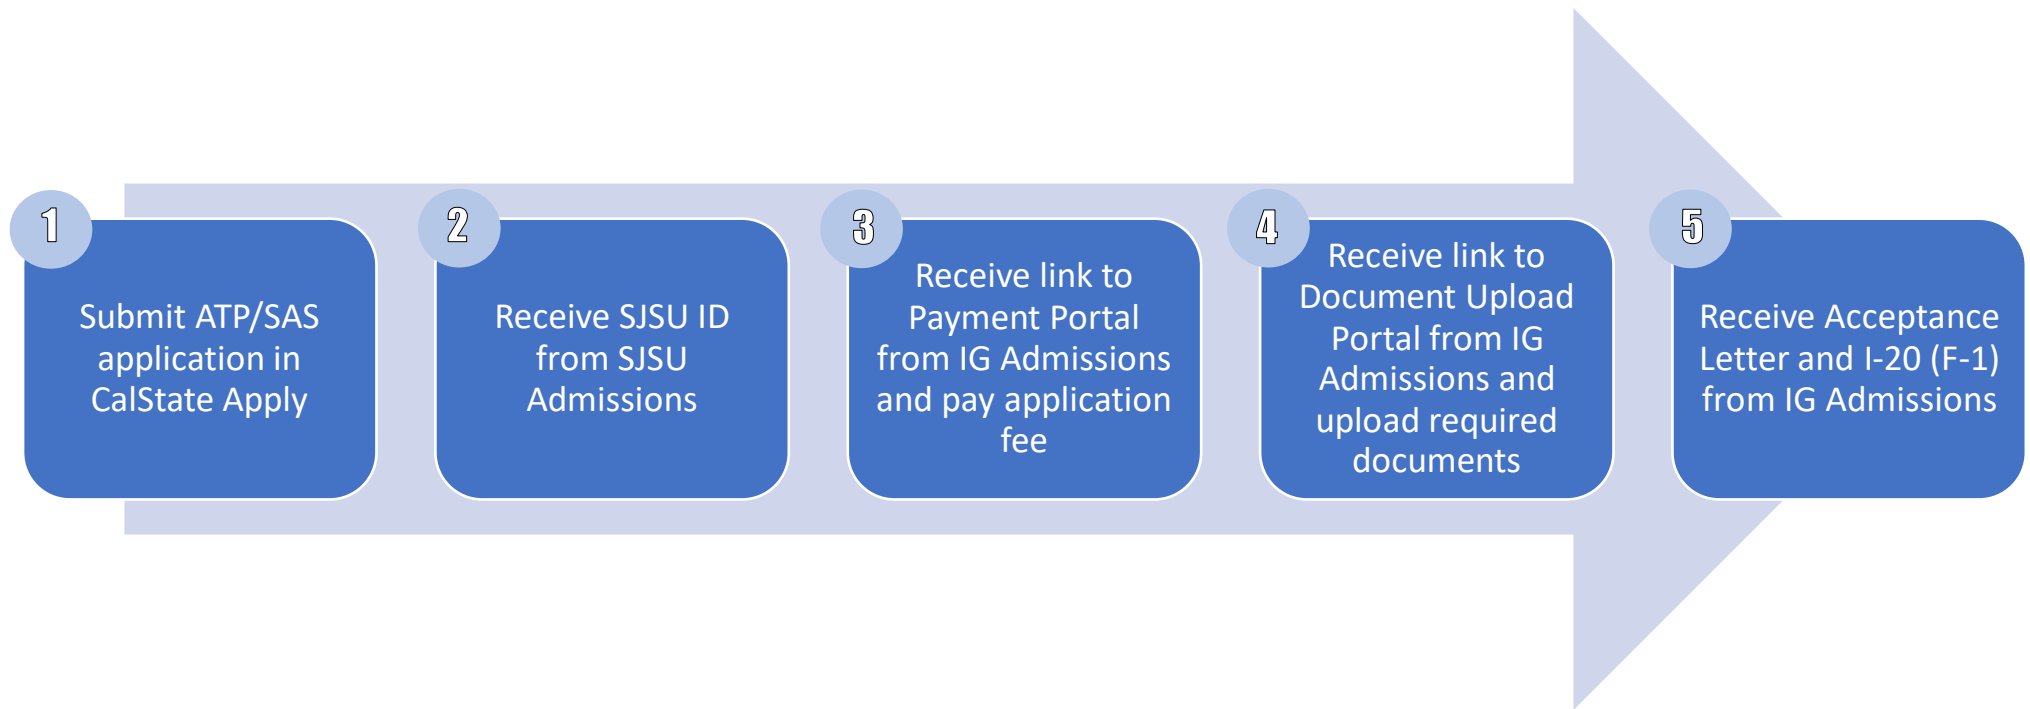 1
Submit ATP/SAS
application in
CalState Apply
2
Receive SJSU ID
from SJSU
Admissions
3
Receive link to
Payment Portal
from IG Admissions
and pay application
fee
4
Receive link to
Document Upload
Portal from IG
Admissions and
upload required
documents
5
Receive Acceptance
Letter and I-20 (F-1)
from IG Admissions